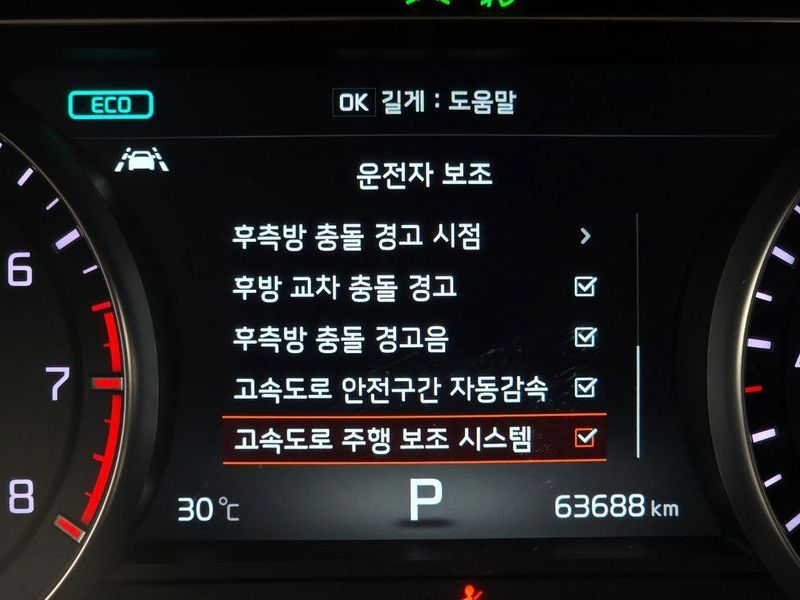 ECO
OK 길게 : 도움말
운전자 보조
후측방 충돌 경고 시점 >
후방 교차 충돌 경고
후측방 충돌 경고음
고속도로 안전구간 자동감속
고속도로 주행 보조 시스템
6
7
8
30℃
P
63688 km